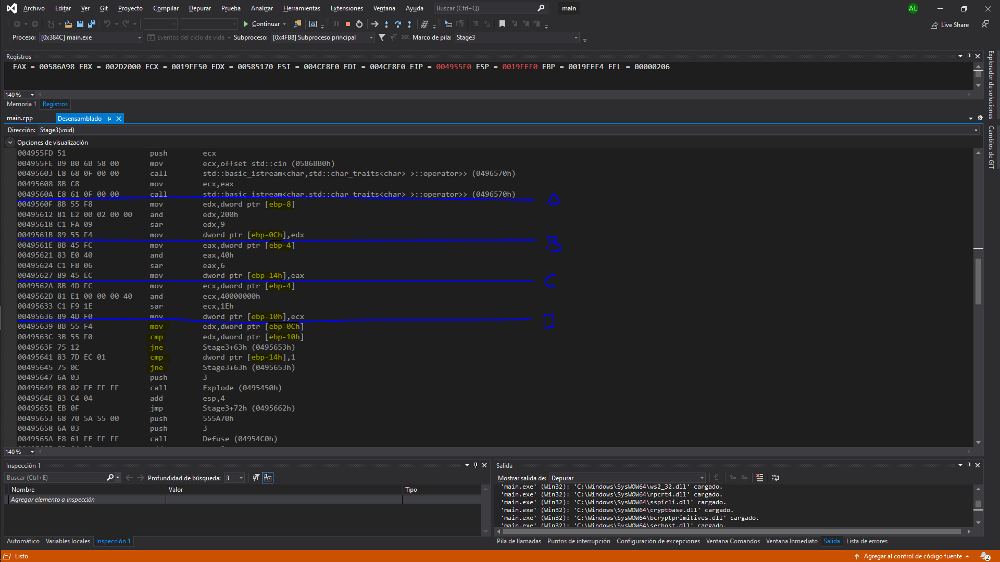 Archivo Editar Ver Git Proyecto Compilar Depurar Prueba Analizar Herramientas Extensiones Ventana Ayuda Buscar (Ctrl+Q) main AL
Continuar Live Share
Proceso: [0x384C] main.exe Eventos del ciclo de vida Subproceso: [0x4FB8] Subproceso principal Marco de pila: Stage3
Registros
EAX = 00586A98 EBX = 002D2000 ECX = 0019FF50 EDX = 00585170 ESI = 004CF8F0 EDI = 004CF8F0 EIP = 004955F0 ESP = 0019FEF0 EBP = 0019FEF4 EFL = 00000206
140 %
Memoria 1 Registros
Explorador de soluciones
Cambios de GIT
main.cpp Desensamblado
Dirección: Stage3(void)
Opciones de visualización
004955FD 51 push ecx
004955FE B9 B0 6B 58 00 mov ecx,offset std::cin (0586BB0h)
00495603 E8 68 0F 00 00 call std::basic_istream<char,std::char_traits<char> >::operator>> (0496570h)
00495608 8B C8 mov ecx,eax
0049560A E8 61 0F 00 00 call std::basic_istream<char,std::char_traits<char> >::operator>> (0496570h)
A
0049560F 8B 55 F8 mov edx,dword ptr [ebp-8]
00495612 81 E2 00 02 00 00 and edx,200h
00495618 C1 FA 09 sar edx,9
0049561B 89 55 F4 mov dword ptr [ebp-0Ch],edx
B
0049561E 8B 45 FC mov eax,dword ptr [ebp-4]
00495621 83 E0 40 and eax,40h
00495624 C1 F8 06 sar eax,6
00495627 89 45 EC mov dword ptr [ebp-14h],eax
C
0049562A 8B 4D FC mov ecx,dword ptr [ebp-4]
0049562D 81 E1 00 00 00 40 and ecx,40000000h
00495633 C1 F9 1E sar ecx,1Eh
00495636 89 4D F0 mov dword ptr [ebp-10h],ecx
D
00495639 8B 55 F4 mov edx,dword ptr [ebp-0Ch]
0049563C 3B 55 F0 cmp edx,dword ptr [ebp-10h]
0049563F 75 12 jne Stage3+63h (0495653h)
00495641 83 7D EC 01 cmp dword ptr [ebp-14h],1
00495645 75 0C jne Stage3+63h (0495653h)
00495647 6A 03 push 3
00495649 E8 02 FE FF FF call Explode (0495450h)
0049564E 83 C4 04 add esp,4
00495651 EB 0F jmp Stage3+72h (0495662h)
00495653 68 70 5A 55 00 push 555A70h
00495658 6A 03 push 3
0049565A E8 61 FE FF FF call Defuse (04954C0h)
140 %
Inspección 1
Buscar (Ctrl+E) Profundidad de búsqueda: 3
Nombre Valor Tipo
Agregar elemento a inspección
Automático Variables locales Inspección 1
Salida
Mostrar salida de: Depurar
'main.exe' (Win32): 'C:\Windows\SysWOW64\ws2_32.dll' cargado.
'main.exe' (Win32): 'C:\Windows\SysWOW64\rpcrt4.dll' cargado.
'main.exe' (Win32): 'C:\Windows\SysWOW64\sspicli.dll' cargado.
'main.exe' (Win32): 'C:\Windows\SysWOW64\cryptbase.dll' cargado.
'main.exe' (Win32): 'C:\Windows\SysWOW64\bcryptprimitives.dll' cargado.
'main.exe' (Win32): 'C:\Windows\SysWOW64\sechost.dll' cargado.
Pila de llamadas Puntos de interrupción Configuración de excepciones Ventana Comandos Ventana Inmediato Salida Lista de errores
Listo Agregar al control de código fuente 2